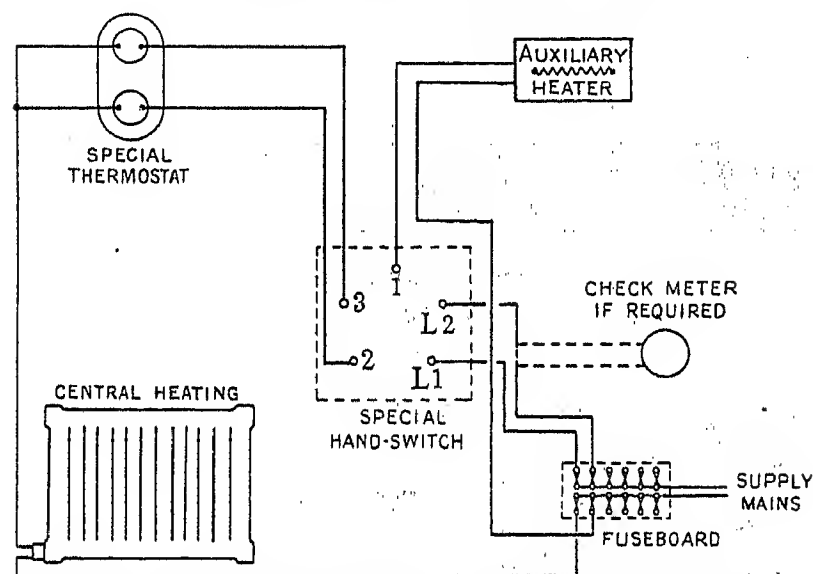 AUXILIARY
HEATER
SPECIAL
THERMOSTAT
1
3
L2
2
L1
CHECK METER
IF REQUIRED
CENTRAL HEATING
SPECIAL
HAND-SWITCH
SUPPLY
MAINS
FUSEBOARD